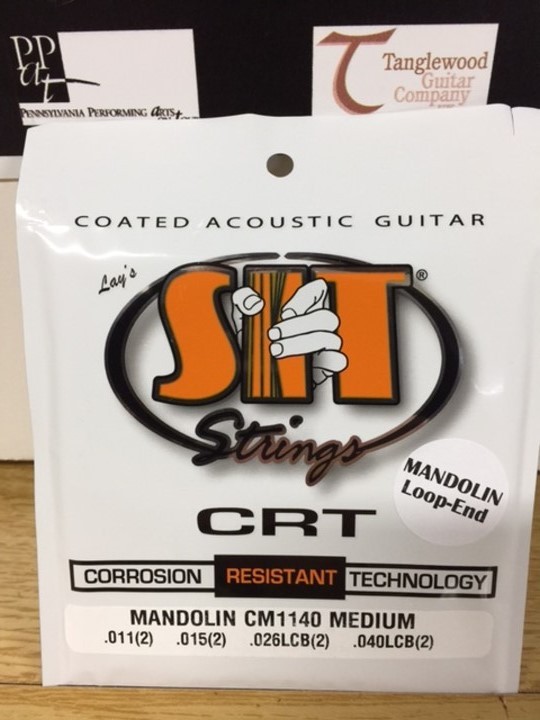 PPat
PENNSYLVANIA PERFORMING arts
Tanglewood
Guitar
Company
COATED ACOUSTIC GUITAR
Lay's
SIT®
Strings
MANDOLIN
Loop-End
CRT
CORROSION RESISTANT TECHNOLOGY
MANDOLIN CM1140 MEDIUM
.011(2) .015(2) .026LCB(2) .040LCB(2)